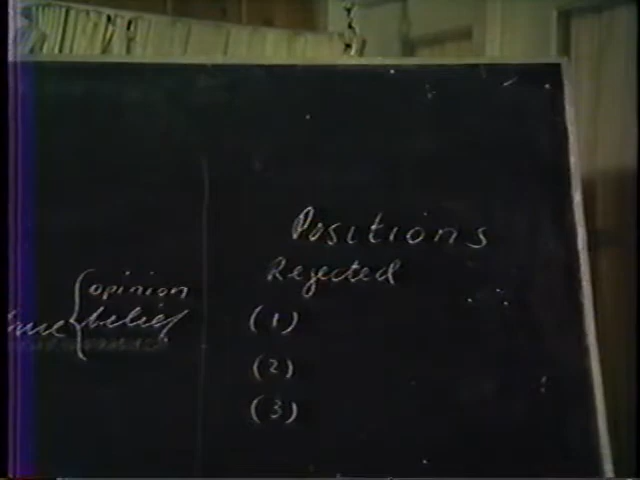 Positions
Rejected
opinion
belief
(1)
(2)
(3)